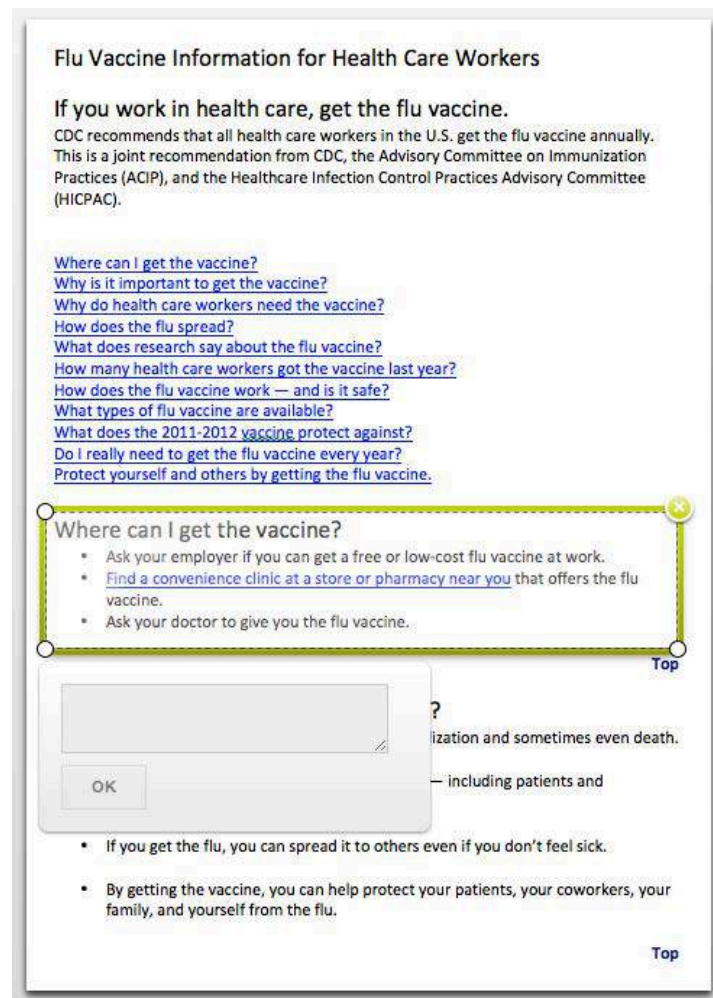 Flu Vaccine Information for Health Care Workers
If you work in health care, get the flu vaccine.
CDC recommends that all health care workers in the U.S. get the flu vaccine annually.
This is a joint recommendation from CDC, the Advisory Committee on Immunization
Practices (ACIP), and the Healthcare Infection Control Practices Advisory Committee
(HICPAC).
Where can I get the vaccine?
Why is it important to get the vaccine?
Why do health care workers need the vaccine?
How does the flu spread?
What does research say about the flu vaccine?
How many health care workers got the vaccine last year?
How does the flu vaccine work — and is it safe?
What types of flu vaccine are available?
What does the 2011-2012 vaccine protect against?
Do I really need to get the flu vaccine every year?
Protect yourself and others by getting the flu vaccine.
Where can I get the vaccine?
• Ask your employer if you can get a free or low-cost flu vaccine at work.
• Find a convenience clinic at a store or pharmacy near you that offers the flu
vaccine.
• Ask your doctor to give you the flu vaccine.
Top
?
ization and sometimes even death.
— including patients and
OK
• If you get the flu, you can spread it to others even if you don't feel sick.
• By getting the vaccine, you can help protect your patients, your coworkers, your
family, and yourself from the flu.
Top